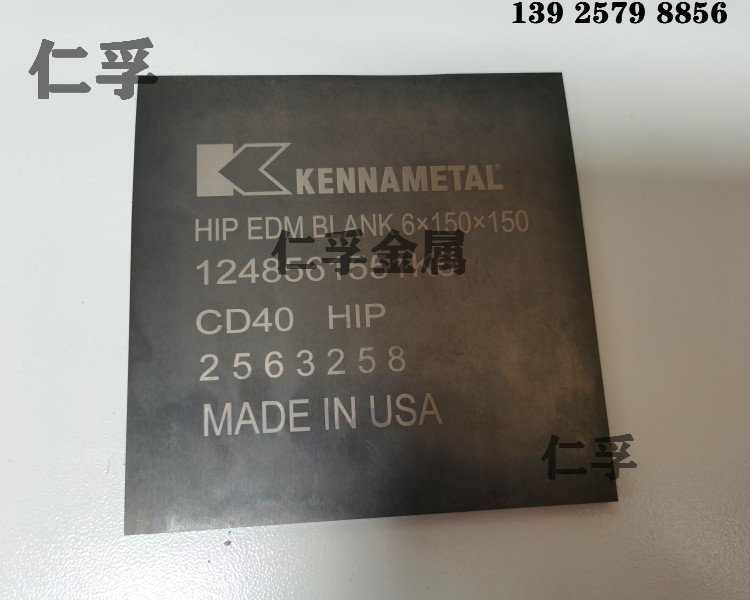 139 2579 8856
仁孚
KENNAMETAL
HIP EDM BLANK 6×150×150
仁孚金属
CD40 HIP
2563258
MADE IN USA
仁孚